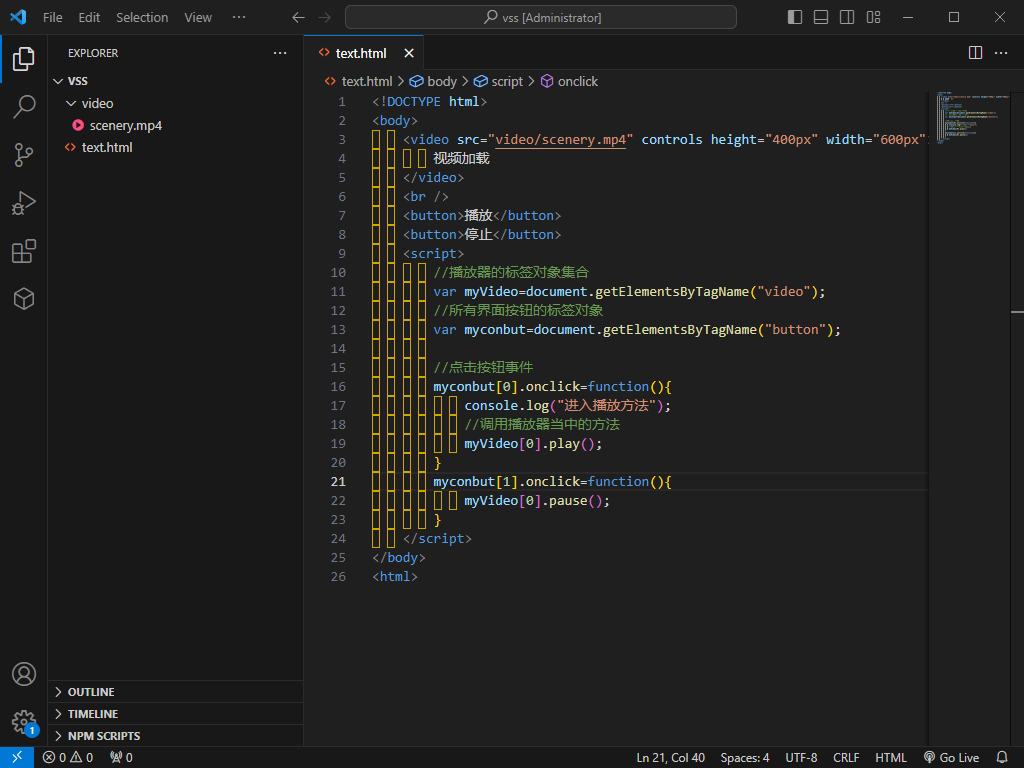 File Edit Selection View ···
vss [Administrator]
EXPLORER ···
VSS
video
scenery.mp4
text.html
OUTLINE
TIMELINE
NPM SCRIPTS
text.html
text.html > body > script > onclick
1 <!DOCTYPE html>
2 <body>
3 <video src="video/scenery.mp4" controls height="400px" width="600px"
4 视频加载
5 </video>
6 <br />
7 <button>播放</button>
8 <button>停止</button>
9 <script>
10 //播放器的标签对象集合
11 var myVideo=document.getElementsByTagName("video");
12 //所有界面按钮的标签对象
13 var myconbut=document.getElementsByTagName("button");
14
15 //点击按钮事件
16 myconbut[0].onclick=function(){
17 console.log("进入播放方法");
18 //调用播放器当中的方法
19 myVideo[0].play();
20 }
21 myconbut[1].onclick=function(){
22 myVideo[0].pause();
23 }
24 </script>
25 </body>
26 <html>
1
0 0 0 Ln 21, Col 40 Spaces: 4 UTF-8 CRLF HTML Go Live